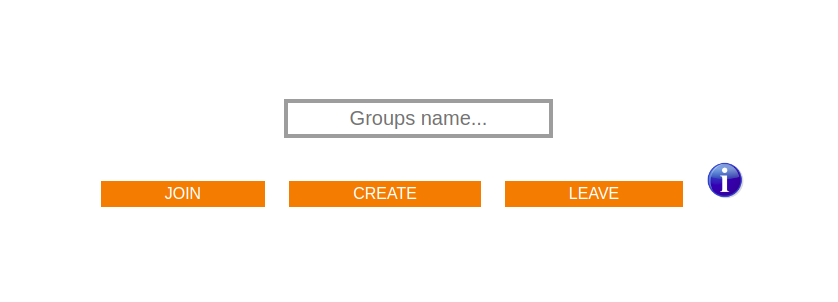 Groups name...
JOIN
CREATE
LEAVE
i